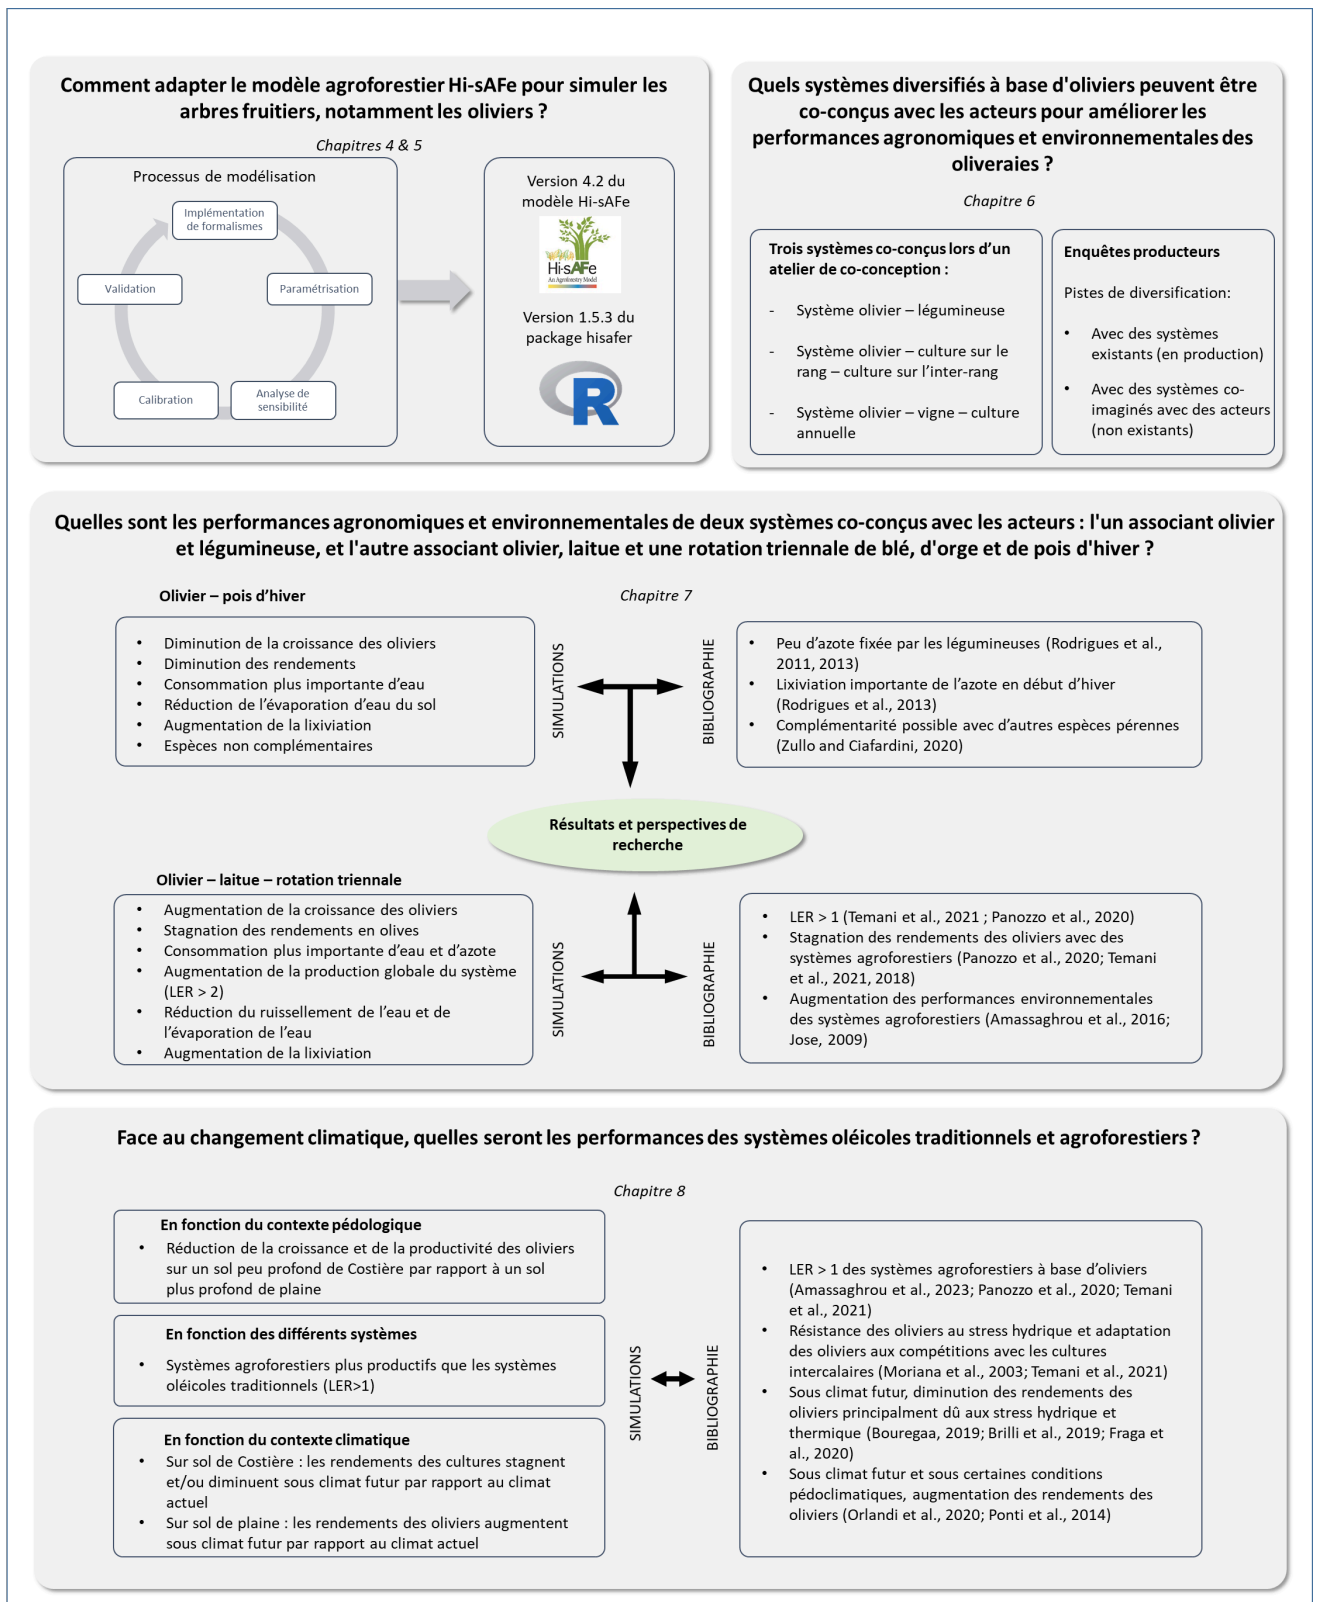 Comment adapter le modèle agroforestier Hi-sAFe pour simuler les
arbres fruitiers, notamment les oliviers ?
Chapitres 4 & 5
Processus de modélisation
Implémentation
de formalismes
Paramétrisation
Analyse de
sensibilité
Calibration
Validation
Version 4.2 du
modèle Hi-sAFe
Hi-sAFe
An Agroforestry Model
Version 1.5.3 du
package hisafer
R
Quels systèmes diversifiés à base d'oliviers peuvent être
co-conçus avec les acteurs pour améliorer les
performances agronomiques et environnementales des
oliveraies ?
Chapitre 6
Trois systèmes co-conçus lors d’un
atelier de co-conception :
- Système olivier – légumineuse
- Système olivier – culture sur le
rang – culture sur l’inter-rang
- Système olivier – vigne – culture
annuelle
Enquêtes producteurs
Pistes de diversification:
• Avec des systèmes
existants (en production)
• Avec des systèmes co-
imaginés avec des acteurs
(non existants)
Quelles sont les performances agronomiques et environnementales de deux systèmes co-conçus avec les acteurs : l'un associant olivier
et légumineuse, et l'autre associant olivier, laitue et une rotation triennale de blé, d'orge et de pois d'hiver ?
Chapitre 7
Olivier – pois d’hiver
• Diminution de la croissance des oliviers
• Diminution des rendements
• Consommation plus importante d’eau
• Réduction de l’évaporation d’eau du sol
• Augmentation de la lixiviation
• Espèces non complémentaires
SIMULATIONS
BIBLIOGRAPHIE
• Peu d’azote fixée par les légumineuses (Rodrigues et al.,
2011, 2013)
• Lixiviation importante de l’azote en début d’hiver
(Rodrigues et al., 2013)
• Complémentarité possible avec d’autres espèces pérennes
(Zullo and Ciafardini, 2020)
Résultats et perspectives de
recherche
Olivier – laitue – rotation triennale
• Augmentation de la croissance des oliviers
• Stagnation des rendements en olives
• Consommation plus importante d’eau et d’azote
• Augmentation de la production globale du système
(LER > 2)
• Réduction du ruissellement de l’eau et de
l’évaporation de l’eau
• Augmentation de la lixiviation
SIMULATIONS
BIBLIOGRAPHIE
• LER > 1 (Temani et al., 2021 ; Panozzo et al., 2020)
• Stagnation des rendements des oliviers avec des
systèmes agroforestiers (Panozzo et al., 2020; Temani
et al., 2021, 2018)
• Augmentation des performances environnementales
des systèmes agroforestiers (Amassaghrou et al., 2016;
Jose, 2009)
Face au changement climatique, quelles seront les performances des systèmes oléicoles traditionnels et agroforestiers ?
Chapitre 8
En fonction du contexte pédologique
• Réduction de la croissance et de la productivité des oliviers
sur un sol peu profond de Costière par rapport à un sol
plus profond de plaine
En fonction des différents systèmes
• Systèmes agroforestiers plus productifs que les systèmes
oléicoles traditionnels (LER>1)
En fonction du contexte climatique
• Sur sol de Costière : les rendements des cultures stagnent
et/ou diminuent sous climat futur par rapport au climat
actuel
• Sur sol de plaine : les rendements des oliviers augmentent
sous climat futur par rapport au climat actuel
SIMULATIONS
BIBLIOGRAPHIE
• LER > 1 des systèmes agroforestiers à base d’oliviers
(Amassaghrou et al., 2023; Panozzo et al., 2020; Temani
et al., 2021)
• Résistance des oliviers au stress hydrique et adaptation
des oliviers aux compétitions avec les cultures
intercalaires (Moriana et al., 2003; Temani et al., 2021)
• Sous climat futur, diminution des rendements des
oliviers principalement dû aux stress hydrique et
thermique (Bouregaa, 2019; Brilli et al., 2019; Fraga et
al., 2020)
• Sous climat futur et sous certaines conditions
pédoclimatiques, augmentation des rendements des
oliviers (Orlandi et al., 2020; Ponti et al., 2014)